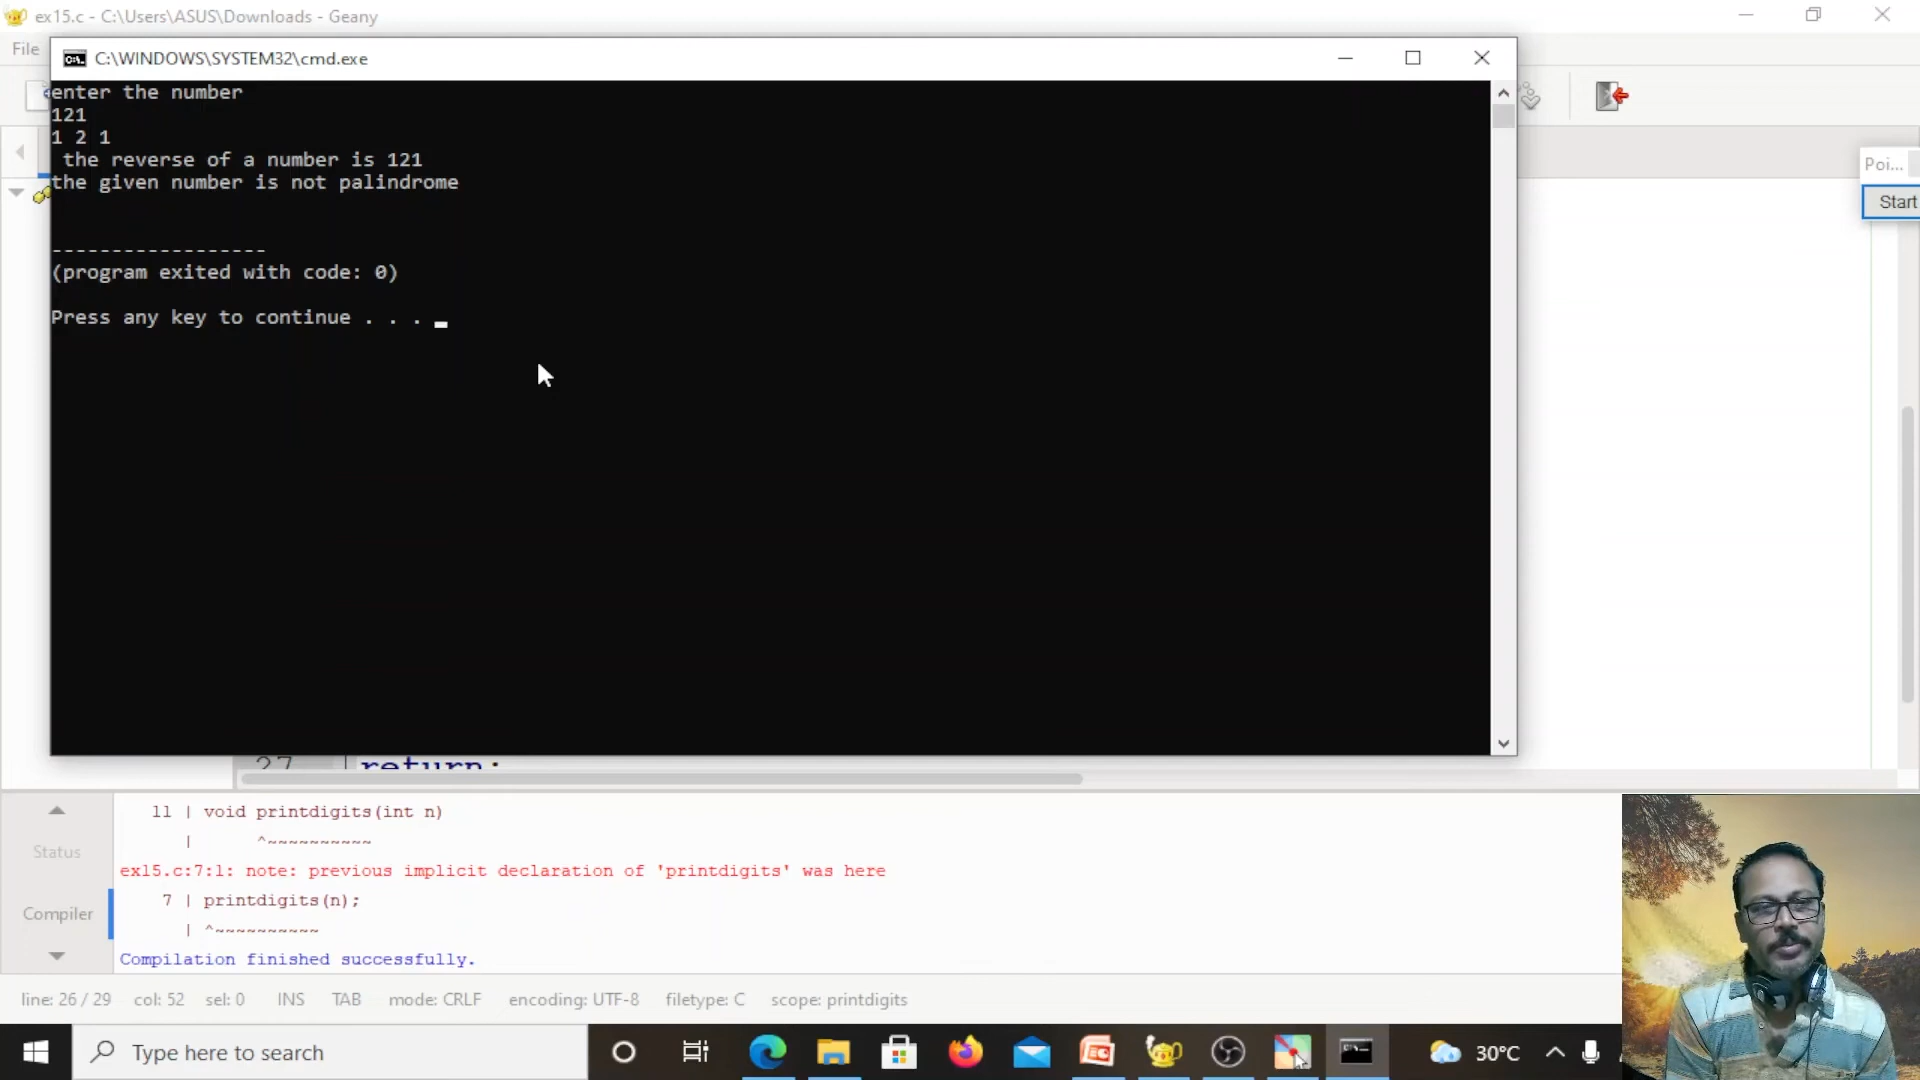 ex15.c - C:\Users\ASUS\Downloads - Geany
File
C:\WINDOWS\SYSTEM32\cmd.exe
enter the number
121
1 2 1
the reverse of a number is 121
the given number is not palindrome
------------------
(program exited with code: 0)
Press any key to continue . . .
Poi...
Start
27 return;
11 | void printdigits(int n)
| ^~~~~~~~~~~
ex15.c:7:1: note: previous implicit declaration of 'printdigits' was here
7 | printdigits(n);
| ^~~~~~~~~~~
Compilation finished successfully.
Status
Compiler
line: 26 / 29 col: 52 sel: 0 INS TAB mode: CRLF encoding: UTF-8 filetype: C scope: printdigits
Type here to search
30°C